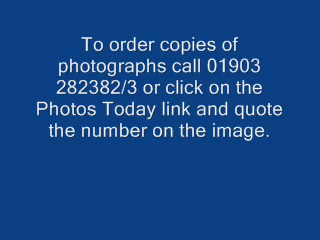 To order copies of
photographs call 01903
282382/3 or click on the
Photos Today link and quote
the number on the image.